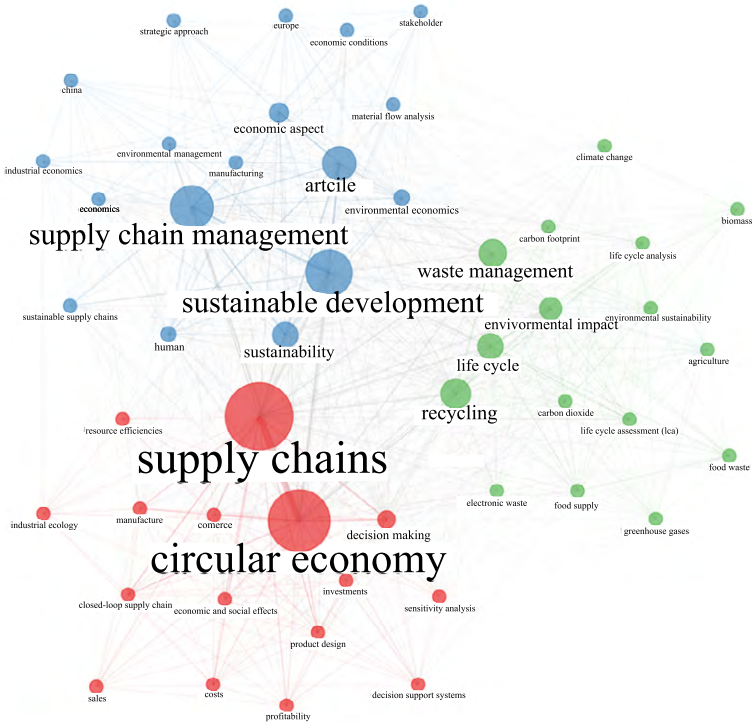 stakeholder
strategic approach
europe
economic conditions
china
material flow analysis
economic aspect
environmental management
climate change
industrial economics
manufacturing
artcile
economics
environmental economics
biomass
supply chain management
carbon footprint
life cycle analysis
waste management
sustainable development
sustainable supply chains
envivormental impact
environmental sustainability
human
sustainability
life cycle
agriculture
recycling
carbon dioxide
resource efficiencies
life cycle assessment (lca)
supply chains
food waste
electronic waste
food supply
industrial ecology
manufacture
comerce
decision making
greenhouse gases
circular economy
closed-loop supply chain
economic and social effects
investments
sensitivity analysis
product design
sales
costs
decision support systems
profitability